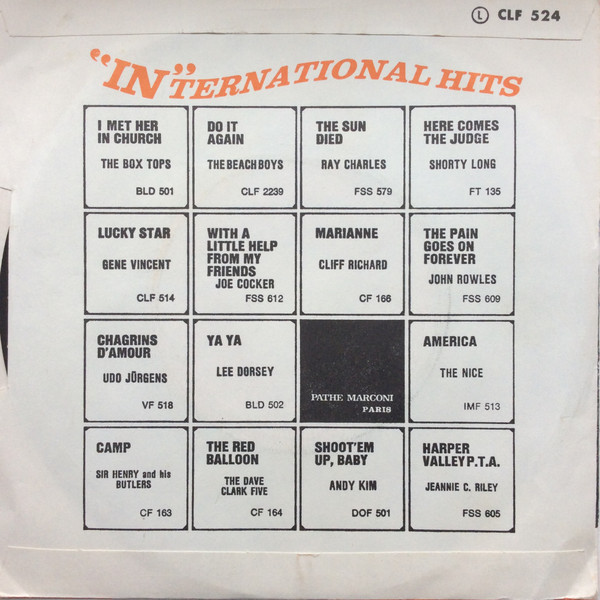 Ⓛ CLF 524
"IN"TERNATIONAL HITS
I MET HER
IN CHURCH
THE BOX TOPS
BLD 501
DO IT
AGAIN
THE BEACH BOYS
CLF 2239
THE SUN
DIED
RAY CHARLES
FSS 579
HERE COMES
THE JUDGE
SHORTY LONG
FT 135
LUCKY STAR
GENE VINCENT
CLF 514
WITH A
LITTLE HELP
FROM MY
FRIENDS
JOE COCKER
FSS 612
MARIANNE
CLIFF RICHARD
CF 166
THE PAIN
GOES ON
FOREVER
JOHN ROWLES
FSS 609
CHAGRINS
D'AMOUR
UDO JÜRGENS
VF 518
YA YA
LEE DORSEY
BLD 502
PATHE MARCONI
PARIS
AMERICA
THE NICE
IMF 513
CAMP
SIR HENRY and his
BUTLERS
CF 163
THE RED
BALLOON
THE DAVE
CLARK FIVE
CF 164
SHOOT'EM
UP, BABY
ANDY KIM
DOF 501
HARPER
VALLEY P.T.A.
JEANNIE C. RILEY
FSS 605